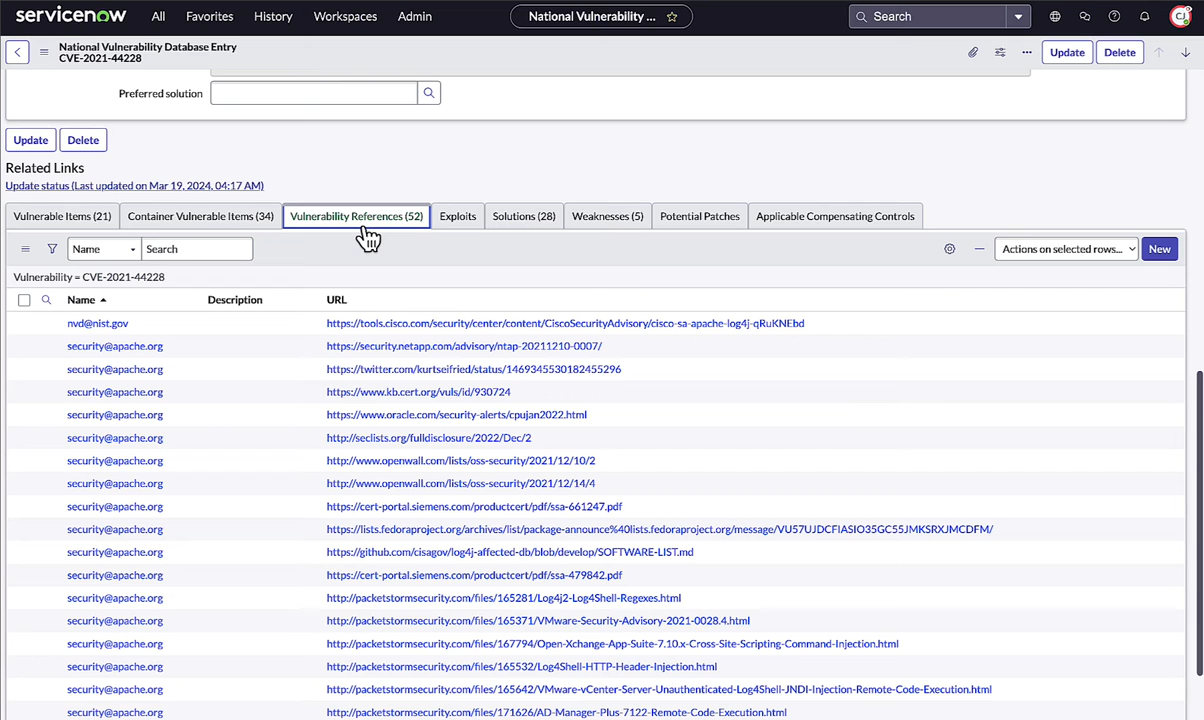 servicenow All Favorites History Workspaces Admin National Vulnerability ... Search CJ
National Vulnerability Database Entry
CVE-2021-44228
Update Delete
Preferred solution
Update Delete
Related Links
Update status (Last updated on Mar 19, 2024, 04:17 AM)
Vulnerable Items (21) Container Vulnerable Items (34) Vulnerability References (52) Exploits Solutions (28) Weaknesses (5) Potential Patches Applicable Compensating Controls
Name Search Actions on selected rows... New
Vulnerability = CVE-2021-44228
Name Description URL
nvd@nist.gov https://tools.cisco.com/security/center/content/CiscoSecurityAdvisory/cisco-sa-apache-log4j-qRuKNEbd
security@apache.org https://security.netapp.com/advisory/ntap-20211210-0007/
security@apache.org https://twitter.com/kurtseifried/status/1469345530182455296
security@apache.org https://www.kb.cert.org/vuls/id/930724
security@apache.org https://www.oracle.com/security-alerts/cpujan2022.html
security@apache.org http://seclists.org/fulldisclosure/2022/Dec/2
security@apache.org http://www.openwall.com/lists/oss-security/2021/12/10/2
security@apache.org http://www.openwall.com/lists/oss-security/2021/12/14/4
security@apache.org https://cert-portal.siemens.com/productcert/pdf/ssa-661247.pdf
security@apache.org https://lists.fedoraproject.org/archives/list/package-announce%40lists.fedoraproject.org/message/VU57UJDCFIASIO35GC55JMKSRXJMCDFM/
security@apache.org https://github.com/cisagov/log4j-affected-db/blob/develop/SOFTWARE-LIST.md
security@apache.org https://cert-portal.siemens.com/productcert/pdf/ssa-479842.pdf
security@apache.org http://packetstormsecurity.com/files/165281/Log4j2-Log4Shell-Regexes.html
security@apache.org http://packetstormsecurity.com/files/165371/VMware-Security-Advisory-2021-0028.4.html
security@apache.org http://packetstormsecurity.com/files/167794/Open-Xchange-App-Suite-7.10.x-Cross-Site-Scripting-Command-Injection.html
security@apache.org http://packetstormsecurity.com/files/165532/Log4Shell-HTTP-Header-Injection.html
security@apache.org http://packetstormsecurity.com/files/165642/VMware-vCenter-Server-Unauthenticated-Log4Shell-JNDI-Injection-Remote-Code-Execution.html
security@apache.org http://packetstormsecurity.com/files/171626/AD-Manager-Plus-7122-Remote-Code-Execution.html